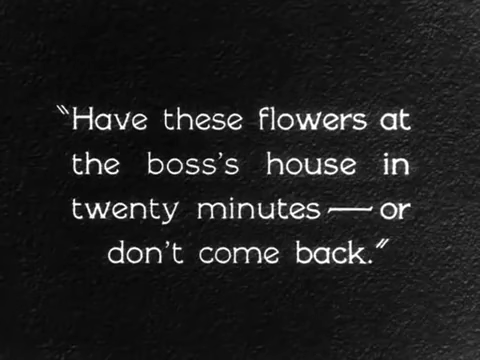 "Have these flowers at
the boss's house in
twenty minutes — or
don't come back."